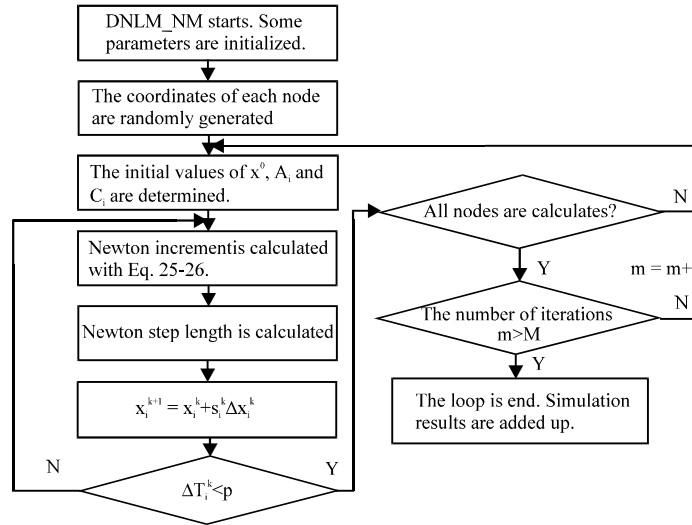 DNLM_NM starts. Some
parameters are initialized.
The coordinates of each node
are randomly generated
The initial values of x⁰, Aᵢ and
Cᵢ are determined.
Newton incrementis calculated
with Eq. 25-26.
Newton step length is calculated
xᵢᵏ⁺¹ = xᵢᵏ+sᵢᵏΔxᵢᵏ
N
ΔTᵢᵏ<p
Y
All nodes are calculates?
N
Y
m = m+
The number of iterations
m>M
N
Y
The loop is end. Simulation
results are added up.